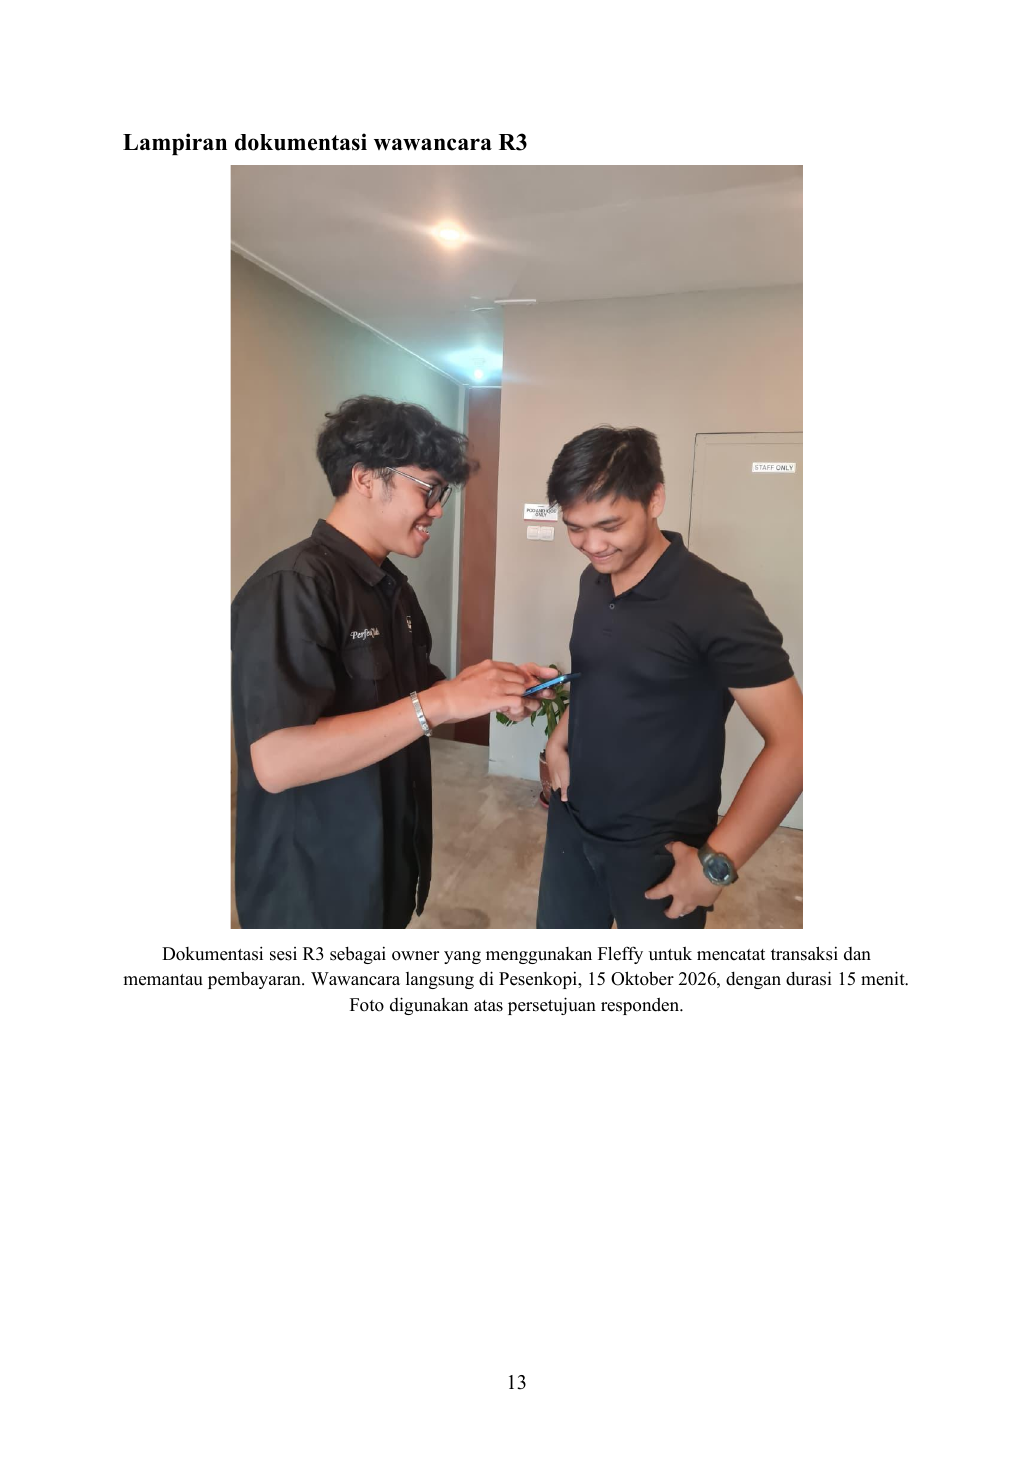 Lampiran dokumentasi wawancara R3
STAFF ONLY
ONLY
Dokumentasi sesi R3 sebagai owner yang menggunakan Fleffy untuk mencatat transaksi dan
memantau pembayaran. Wawancara langsung di Pesenkopi, 15 Oktober 2026, dengan durasi 15 menit.
Foto digunakan atas persetujuan responden.
13